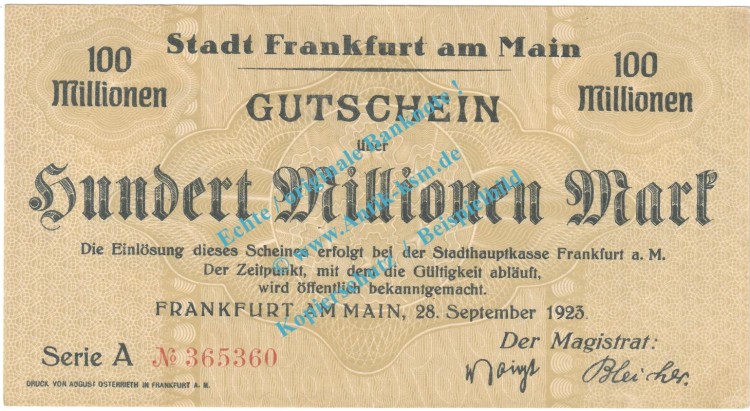 Stadt Frankfurt am Main
100
Millionen
100
Millionen
GUTSCHEIN
über
Hundert Millionen Mark
Die Einlösung dieses Scheines erfolgt bei der Stadthauptkasse Frankfurt a. M.
Der Zeitpunkt, mit dem die Gültigkeit abläuft,
wird öffentlich bekanntgemacht.
FRANKFURT AM MAIN, 28. September 1923.
Der Magistrat:
Serie A № 365360
Voigt Bleicher
DRUCK VON AUGUST OSTERRIETH IN FRANKFURT A. M.
Echte / originale Banknote !
© www.Antik-ksm.de
Kopierschutz / Beispielbild